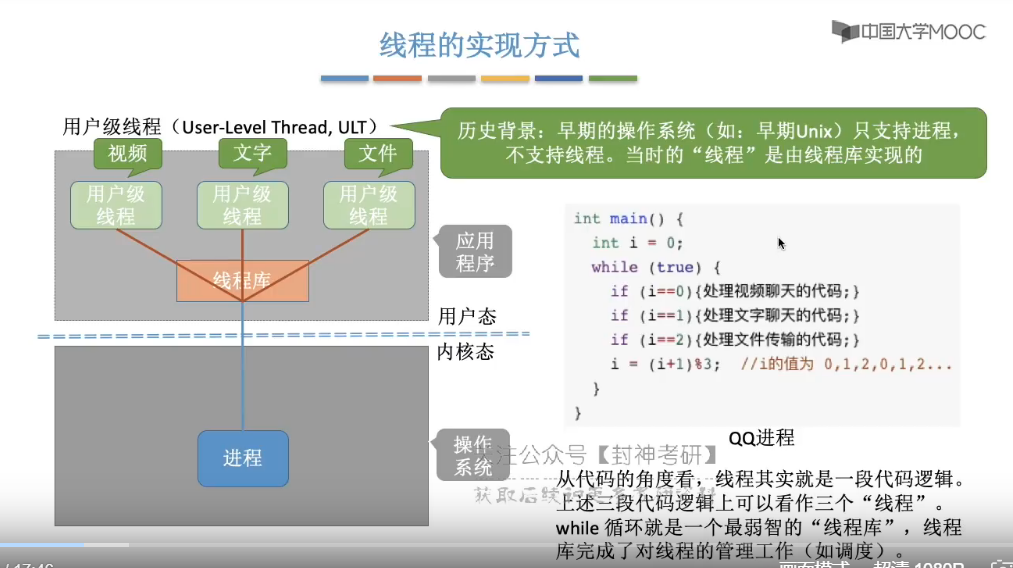 中国大学MOOC
线程的实现方式
用户级线程（User-Level Thread, ULT）
历史背景：早期的操作系统（如：早期Unix）只支持进程，
不支持线程。当时的“线程”是由线程库实现的
视频
文字
文件
用户级
线程
用户级
线程
用户级
线程
线程库
应用
程序
用户态
内核态
进程
操作
系统
int main() {
int i = 0;
while (true) {
if (i==0){处理视频聊天的代码;}
if (i==1){处理文字聊天的代码;}
if (i==2){处理文件传输的代码;}
i = (i+1)%3; //i的值为 0,1,2,0,1,2...
}
}
QQ进程
注公众号【封神考研】
获取后续
从代码的角度看，线程其实就是一段代码逻辑。
上述三段代码逻辑上可以看作三个“线程”。
while 循环就是一个最弱智的“线程库”，线程
库完成了对线程的管理工作（如调度）。
/ 17:46
画面模式
超清 1080P